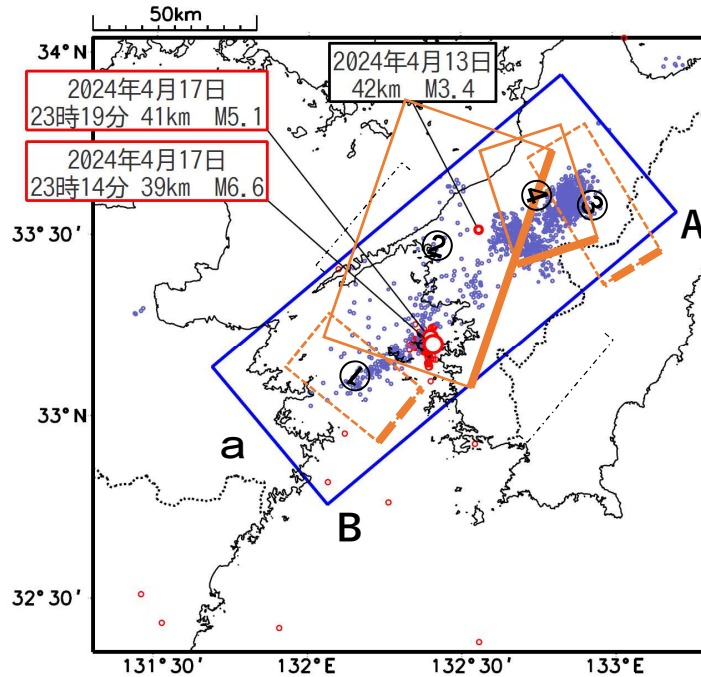 50km
34°N
2024年4月13日
42km M3.4
2024年4月17日
23時19分 41km M5.1
2024年4月17日
23時14分 39km M6.6
④
③
A
33°30′
②
①
33°N
a
B
32°30′
131°30′
132°E
132°30′
133°E